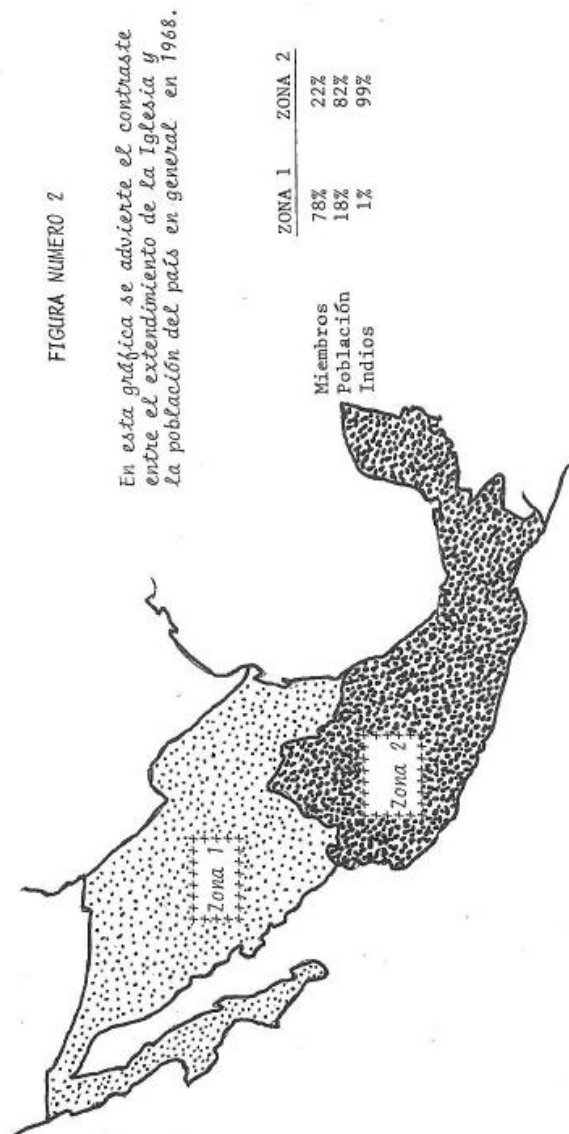 FIGURA NUMERO 2
En esta gráfica se advierte el contraste
entre el extendimiento de la Iglesia y
la población del país en general en 1968.
ZONA 1 ZONA 2
Miembros 78% 22%
Población 18% 82%
Indios 1% 99%
Zona 1
Zona 2